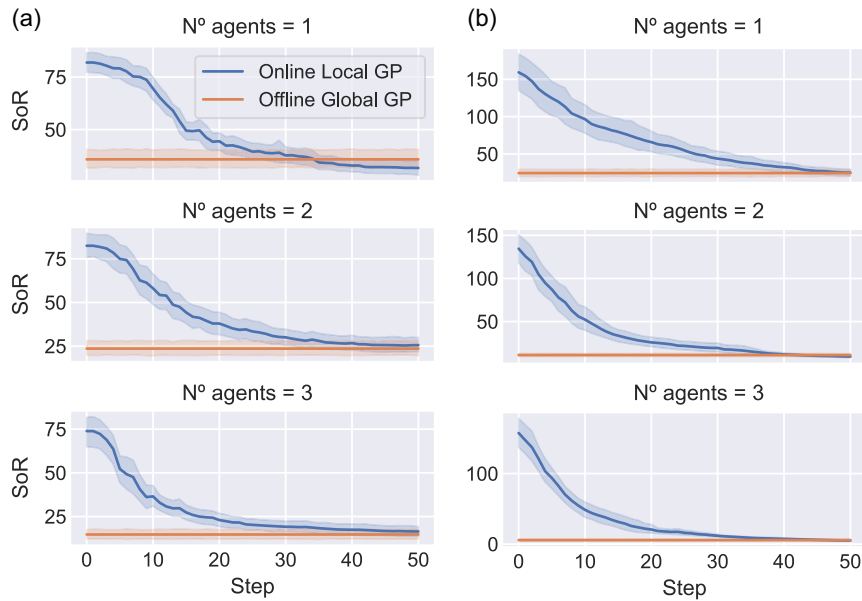 (a)
Nº agents = 1
SoR
75
50
Online Local GP
Offline Global GP
Nº agents = 2
SoR
75
50
25
Nº agents = 3
SoR
75
50
25
0 10 20 30 40 50
Step
(b)
Nº agents = 1
150
100
50
Nº agents = 2
150
100
50
Nº agents = 3
100
0
0 10 20 30 40 50
Step